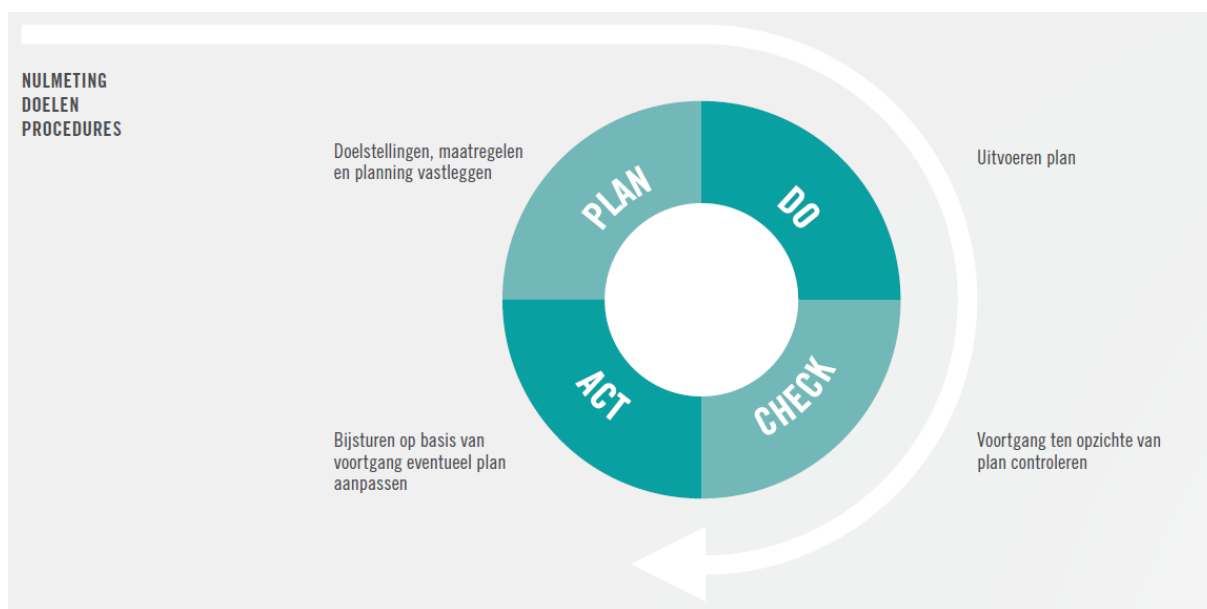 NULMETING
DOELEN
PROCEDURES
Doelstellingen, maatregelen
en planning vastleggen
PLAN
DO
Uitvoeren plan
ACT
CHECK
Bijsturen op basis van
voortgang eventueel plan
aanpassen
Voortgang ten opzichte van
plan controleren